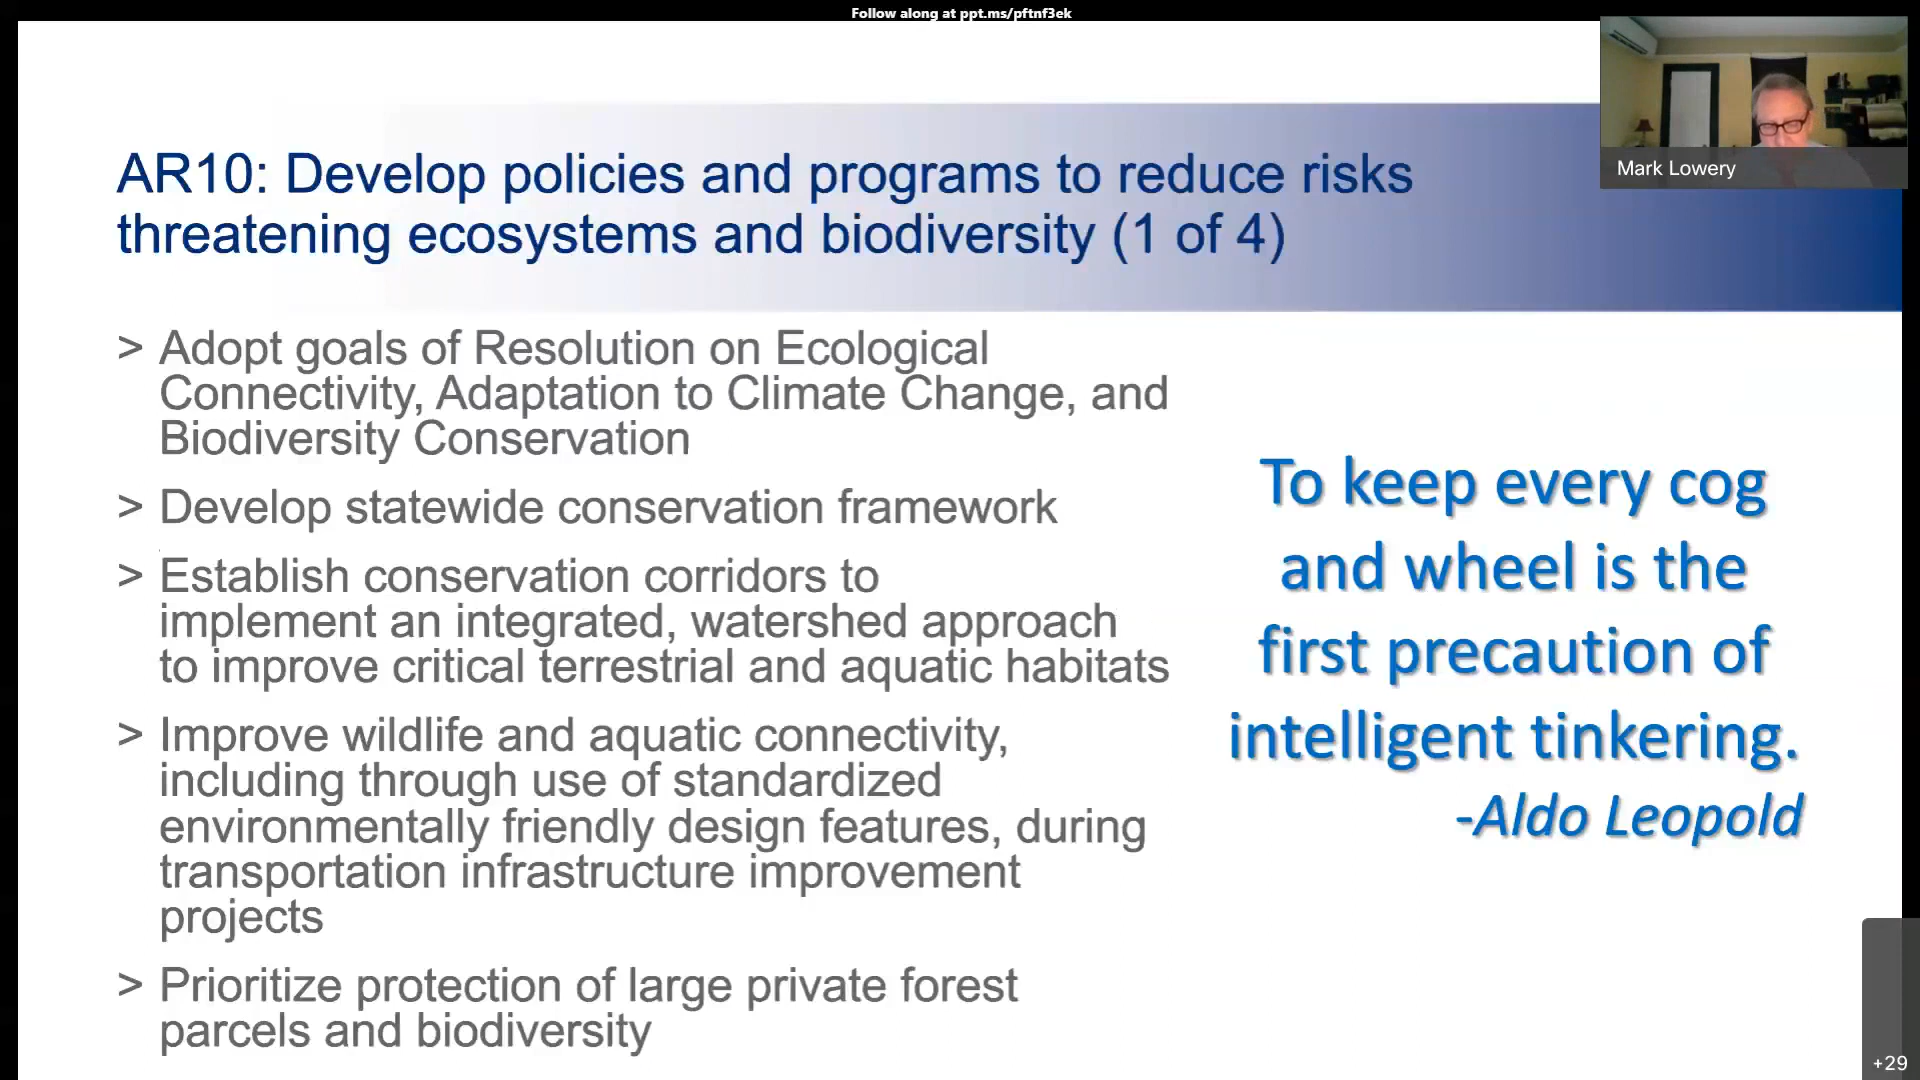 Follow along at ppt.ms/pftnf3ek
Mark Lowery
AR10: Develop policies and programs to reduce risks
threatening ecosystems and biodiversity (1 of 4)
> Adopt goals of Resolution on Ecological
Connectivity, Adaptation to Climate Change, and
Biodiversity Conservation
> Develop statewide conservation framework
> Establish conservation corridors to
implement an integrated, watershed approach
to improve critical terrestrial and aquatic habitats
> Improve wildlife and aquatic connectivity,
including through use of standardized
environmentally friendly design features, during
transportation infrastructure improvement
projects
> Prioritize protection of large private forest
parcels and biodiversity
To keep every cog
and wheel is the
first precaution of
intelligent tinkering.
-Aldo Leopold
+29